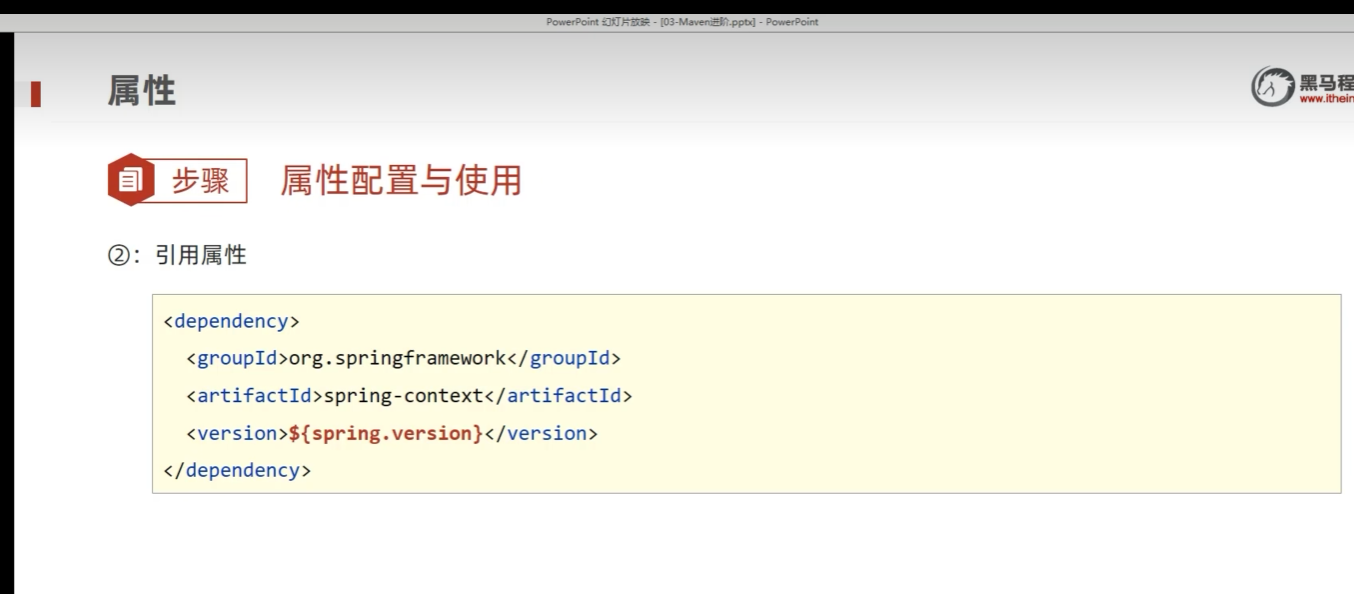 PowerPoint 幻灯片放映 - [03-Maven进阶.pptx] - PowerPoint
属性
黑马程
www.ithein
步骤
属性配置与使用
②：引用属性
<dependency>
  <groupId>org.springframework</groupId>
  <artifactId>spring-context</artifactId>
  <version>${spring.version}</version>
</dependency>